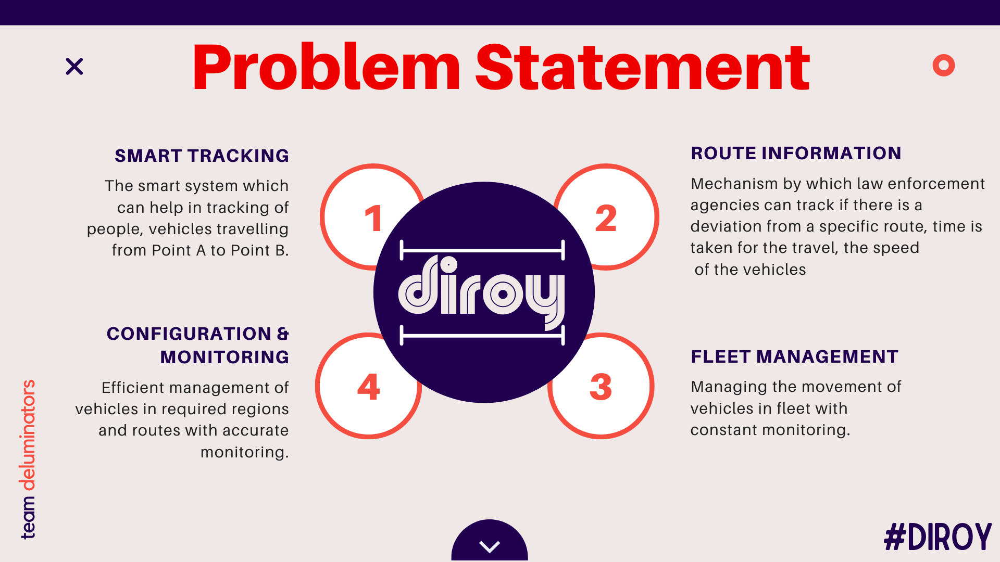 Problem Statement
SMART TRACKING
The smart system which
can help in tracking of
people, vehicles travelling
from Point A to Point B.
1
2
ROUTE INFORMATION
Mechanism by which law enforcement
agencies can track if there is a
deviation from a specific route, time is
taken for the travel, the speed
of the vehicles
diroy
CONFIGURATION &
MONITORING
Efficient management of
vehicles in required regions
and routes with accurate
monitoring.
4
3
FLEET MANAGEMENT
Managing the movement of
vehicles in fleet with
constant monitoring.
team deluminators
#DIROY